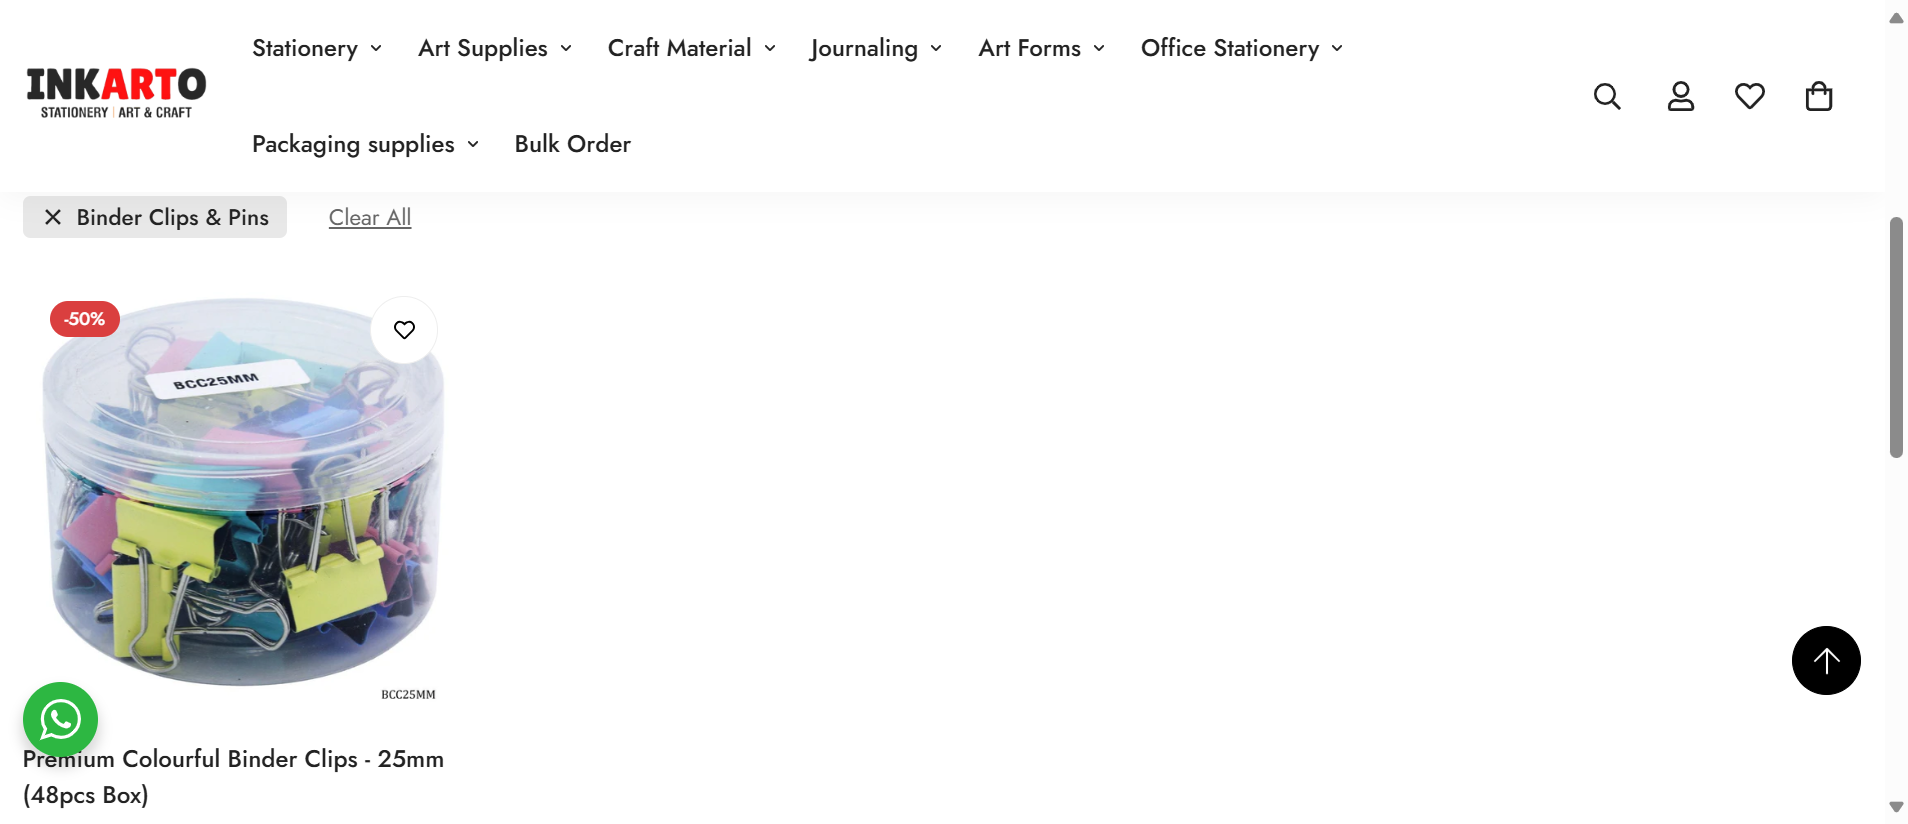 Stationery
Art Supplies
Craft Material
Journaling
Art Forms
Office Stationery
INKARTO
STATIONERY | ART & CRAFT
Packaging supplies
Bulk Order
Binder Clips & Pins
Clear All
-50%
BCC25MM
BCC25MM
Premium Colourful Binder Clips - 25mm
(48pcs Box)